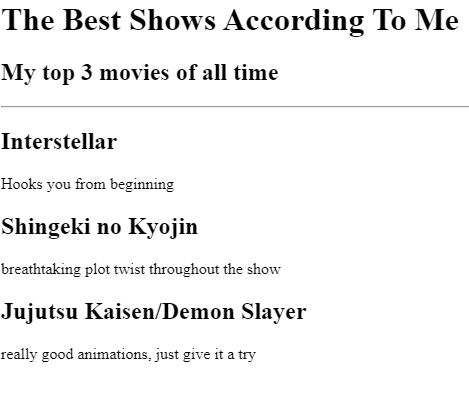 The Best Shows According To Me
My top 3 movies of all time
Interstellar
Hooks you from beginning
Shingeki no Kyojin
breathtaking plot twist throughout the show
Jujutsu Kaisen/Demon Slayer
really good animations, just give it a try